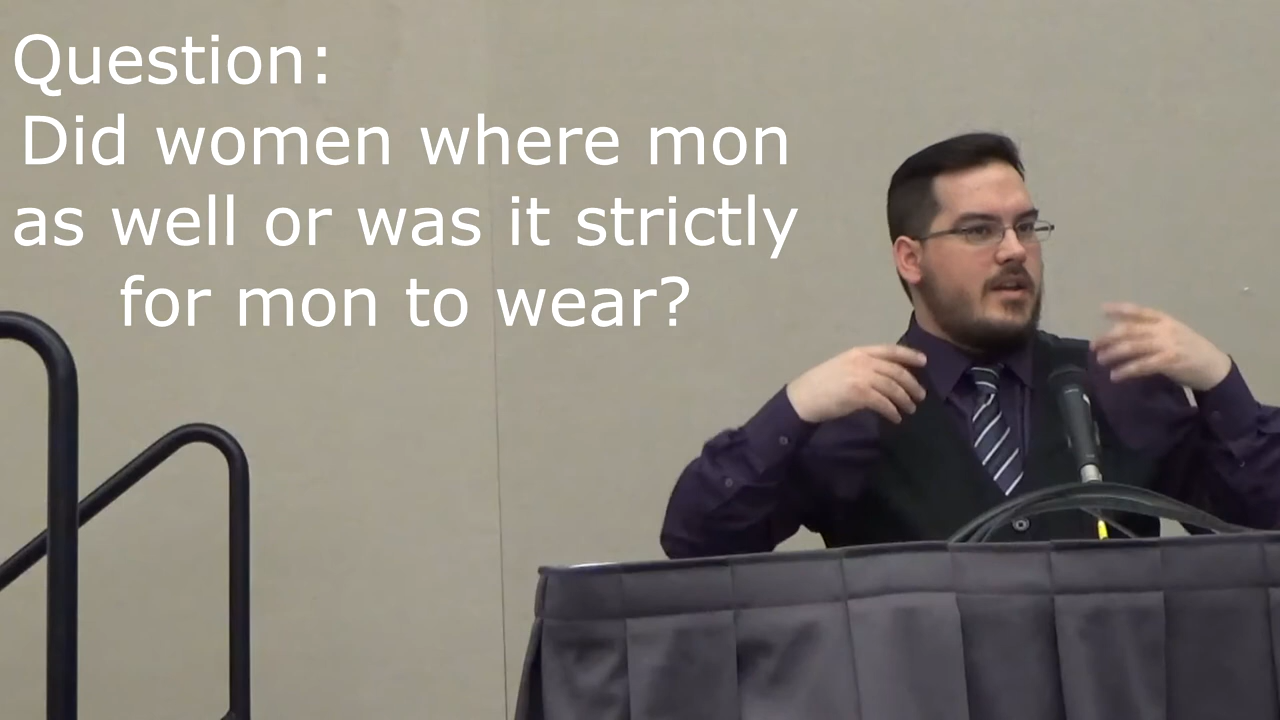 Question:
Did women where mon
as well or was it strictly
for mon to wear?